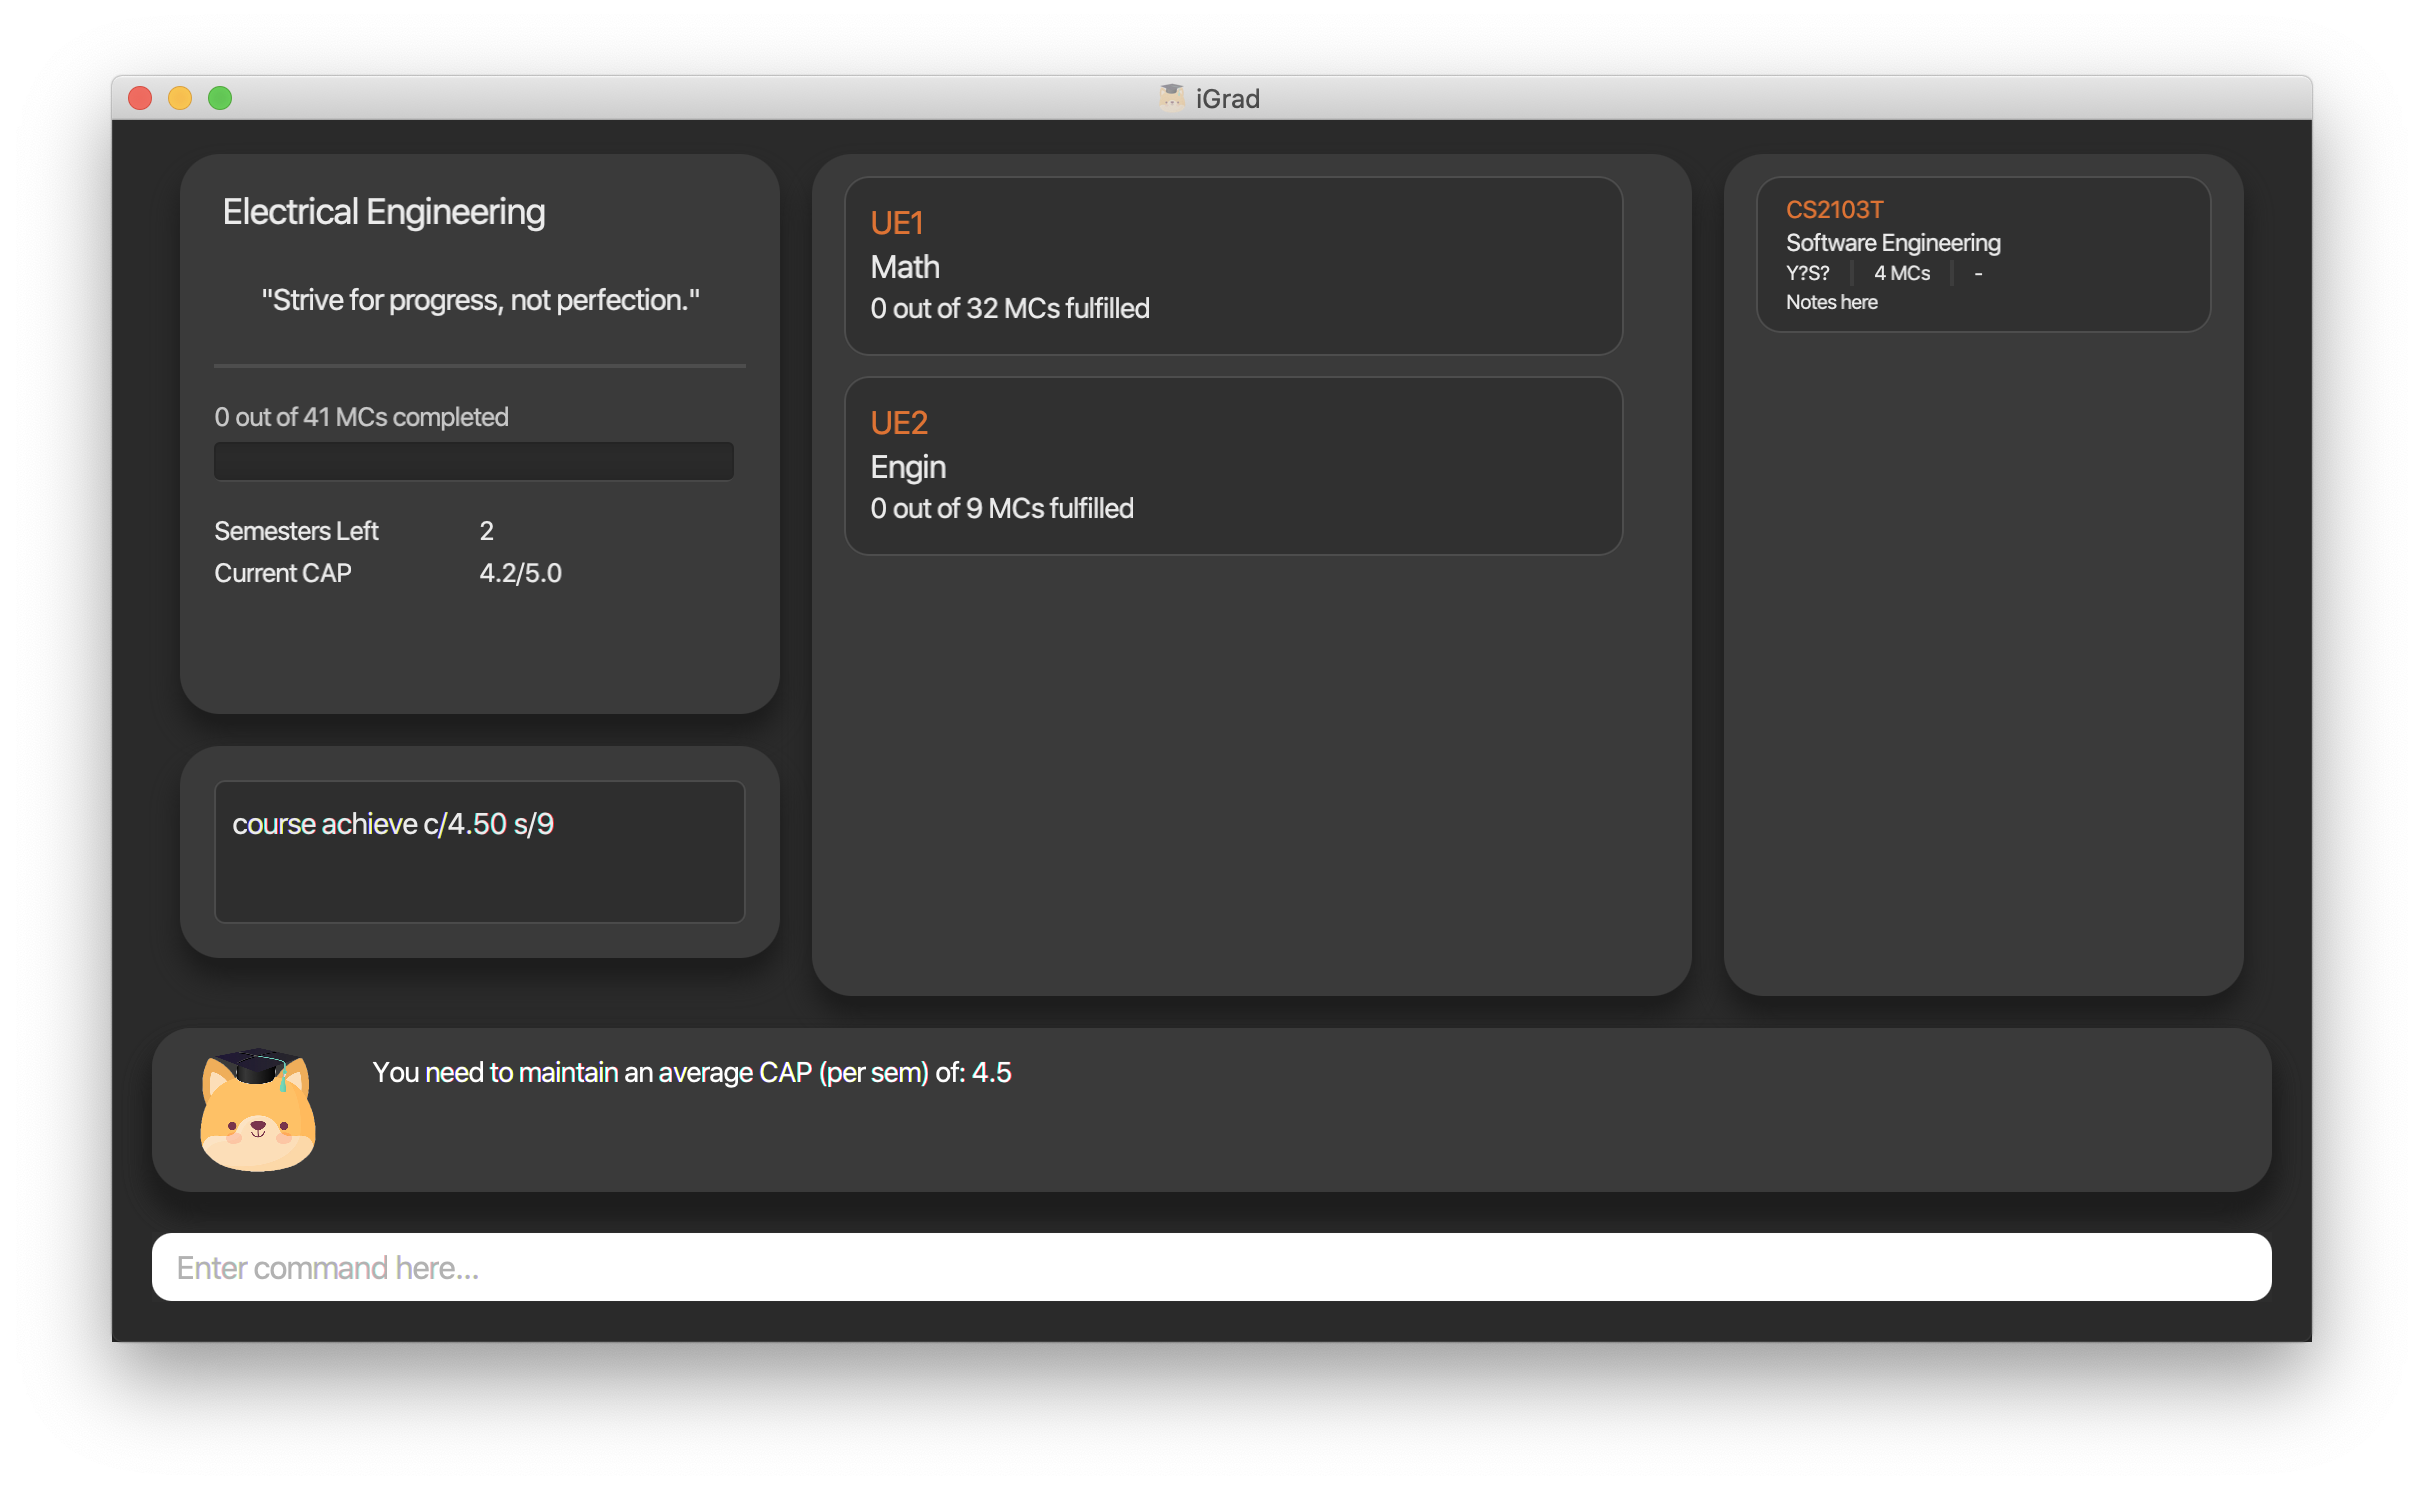 iGrad
Electrical Engineering
"Strive for progress, not perfection."
0 out of 41 MCs completed
Semesters Left 2
Current CAP 4.2/5.0
course achieve c/4.50 s/9
UE1
Math
0 out of 32 MCs fulfilled
UE2
Engin
0 out of 9 MCs fulfilled
CS2103T
Software Engineering
Y?S? 4 MCs -
Notes here
You need to maintain an average CAP (per sem) of: 4.5
Enter command here...